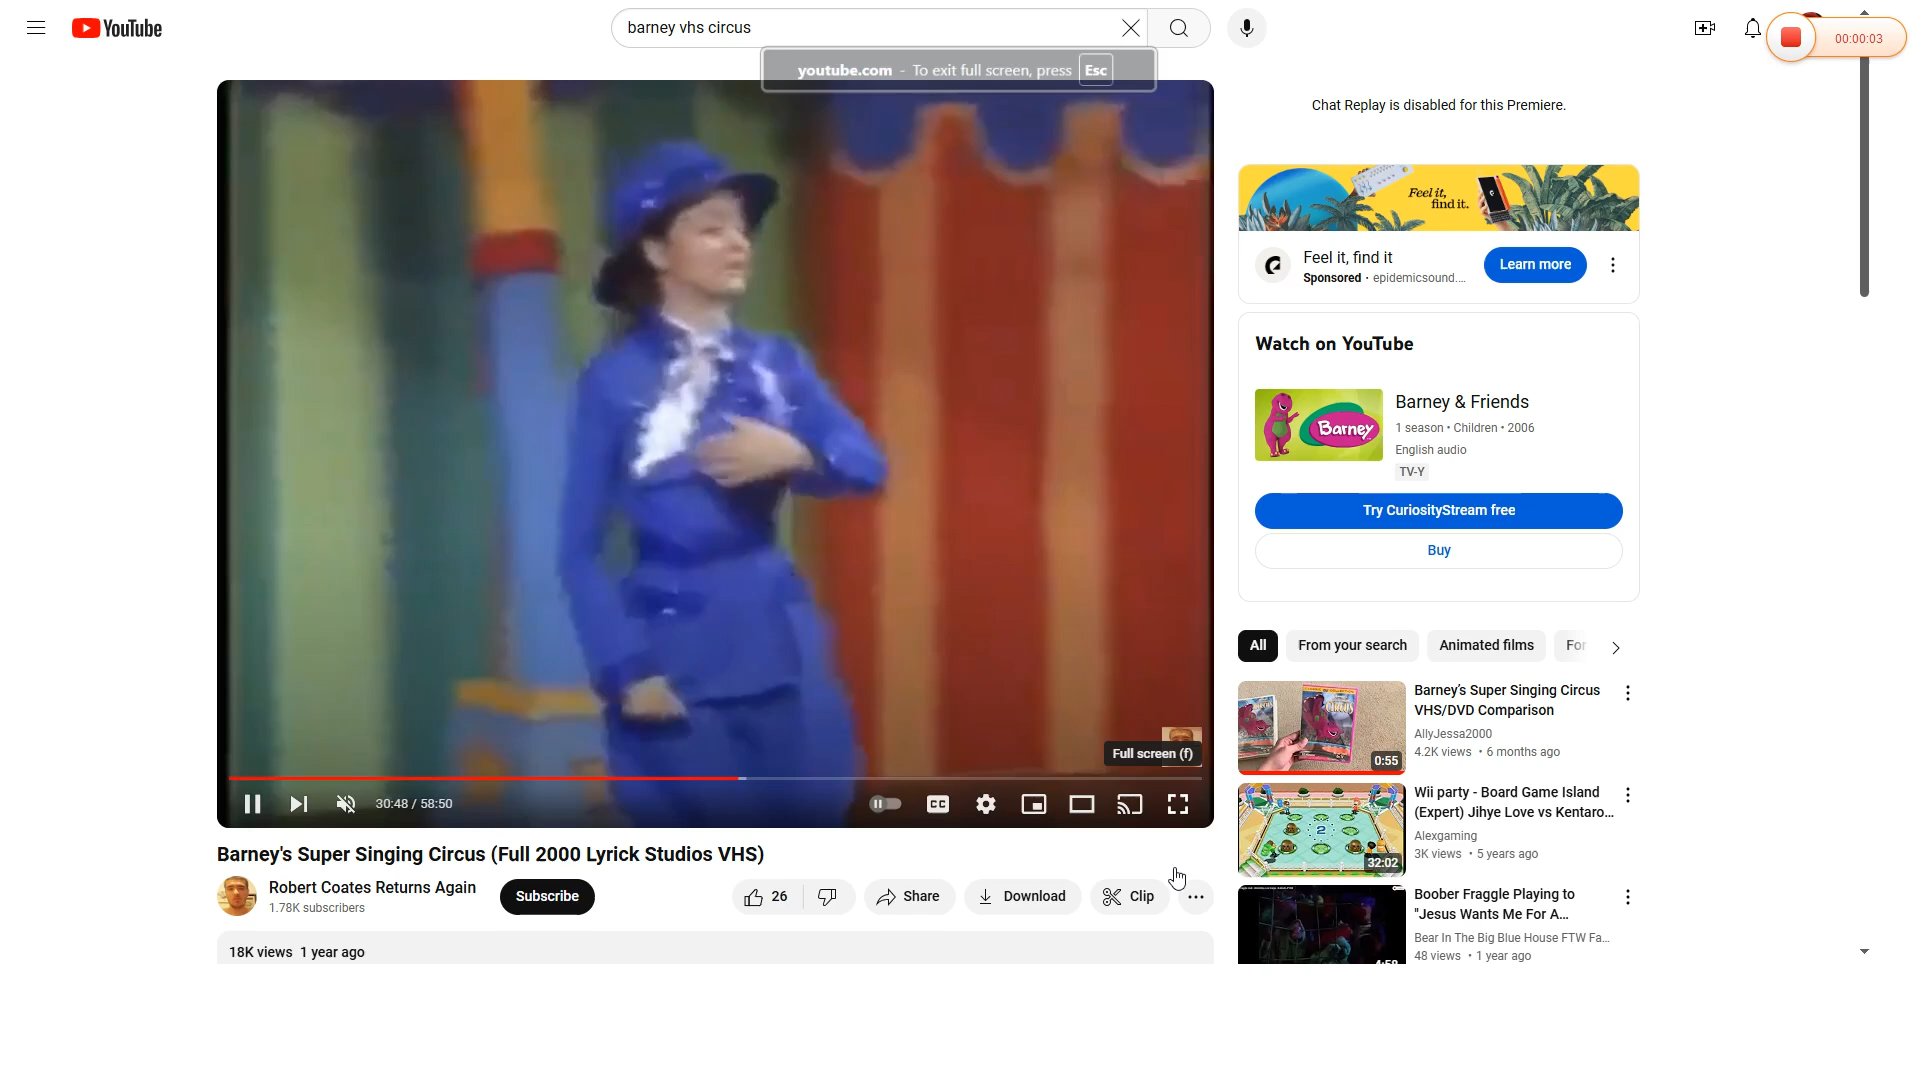 YouTube
barney vhs circus
00:00:03
youtube.com - To exit full screen, press Esc
Chat Replay is disabled for this Premiere.
Feel it,
find it.
Feel it, find it
Sponsored · epidemicsound....
Learn more
Watch on YouTube
Barney
Barney & Friends
1 season • Children • 2006
English audio
TV-Y
Try CuriosityStream free
Buy
All
From your search
Animated films
For
Full screen (f)
30:48 / 58:50
CC
Barney's Super Singing Circus (Full 2000 Lyrick Studios VHS)
Robert Coates Returns Again
1.78K subscribers
Subscribe
26
Share
Download
Clip
18K views 1 year ago
CIRCUS
0:55
Barney's Super Singing Circus
VHS/DVD Comparison
AllyJessa2000
4.2K views • 6 months ago
2
32:02
Wii party - Board Game Island
(Expert) Jihye Love vs Kentaro...
Alexgaming
3K views • 5 years ago
4:58
Boober Fraggle Playing to
"Jesus Wants Me For A...
Bear In The Big Blue House FTW Fa...
48 views • 1 year ago